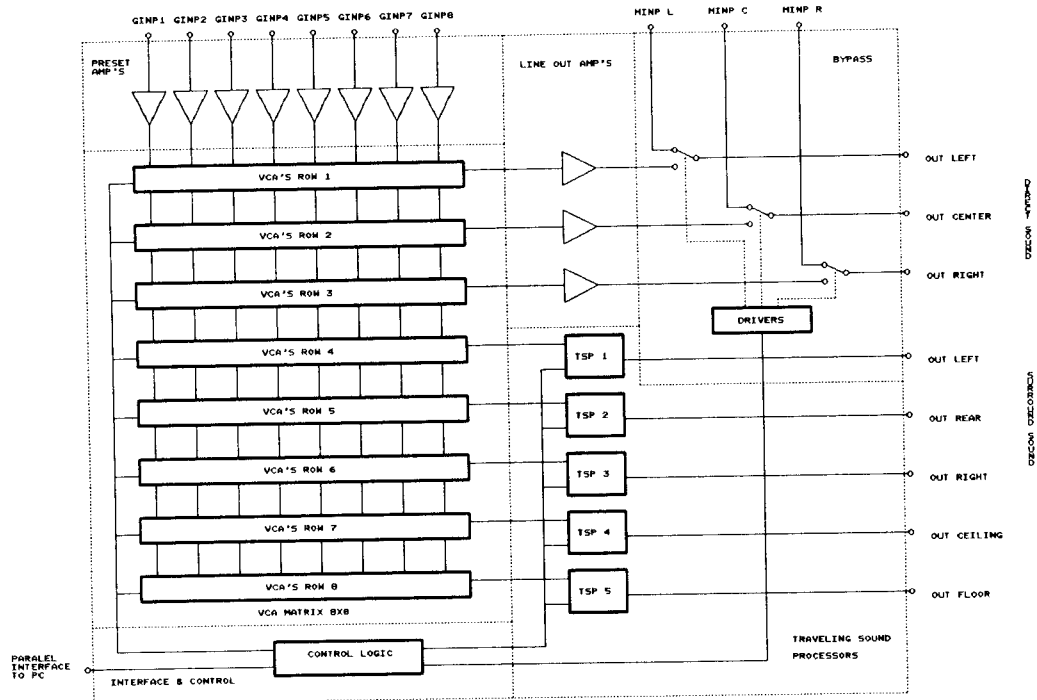 GINP1 GINP2 GINP3 GINP4 GINP5 GINP6 GINP7 GINP8
MINP L MINP C MINP R
PRESET
AMP'S
LINE OUT AMP'S
BYPASS
VCA'S ROW 1
OUT LEFT
VCA'S ROW 2
OUT CENTER
VCA'S ROW 3
OUT RIGHT
DIRECT SOUND
DRIVERS
VCA'S ROW 4
TSP 1
OUT LEFT
VCA'S ROW 5
TSP 2
OUT REAR
VCA'S ROW 6
TSP 3
OUT RIGHT
SURROUND SOUND
VCA'S ROW 7
TSP 4
OUT CEILING
VCA'S ROW 8
TSP 5
OUT FLOOR
VCA MATRIX 8X8
CONTROL LOGIC
TRAVELING SOUND
PROCESSORS
PARALEL
INTERFACE
TO PC
INTERFACE & CONTROL